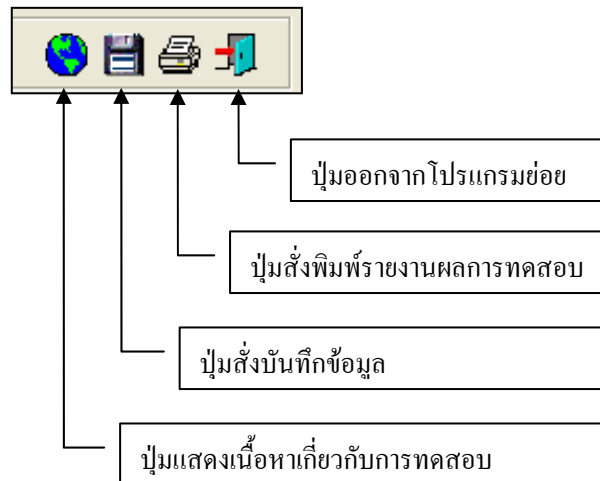 ปุ่มออกจากโปรแกรมย่อย
ปุ่มสั่งพิมพ์รายงานผลการทดสอบ
ปุ่มสั่งบันทึกข้อมูล
ปุ่มแสดงเนื้อหาเกี่ยวกับการทดสอบ